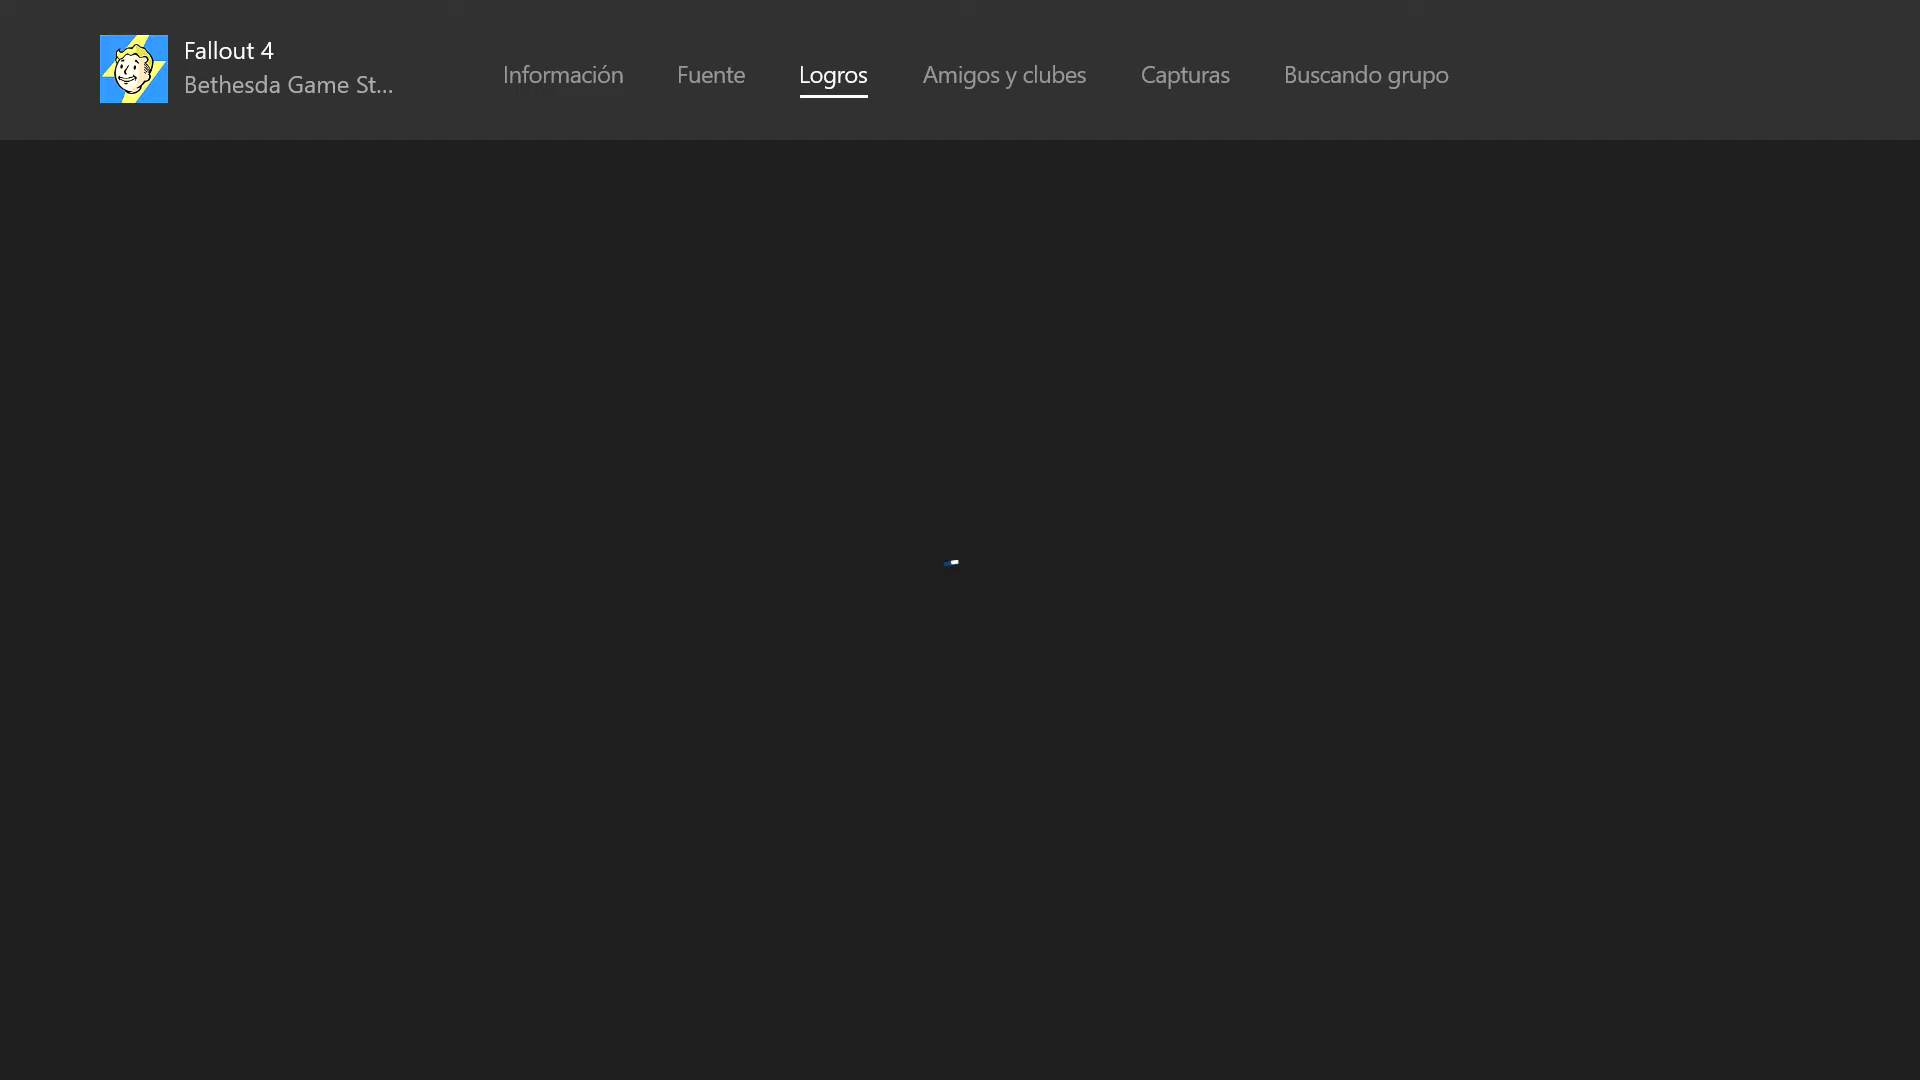 Fallout 4
Bethesda Game St...
Información
Fuente
Logros
Amigos y clubes
Capturas
Buscando grupo